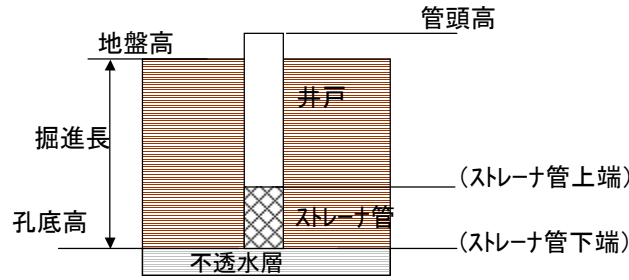 管頭高
地盤高
井戸
掘進長
(ストレーナ管上端)
ストレーナ管
孔底高
(ストレーナ管下端)
不透水層